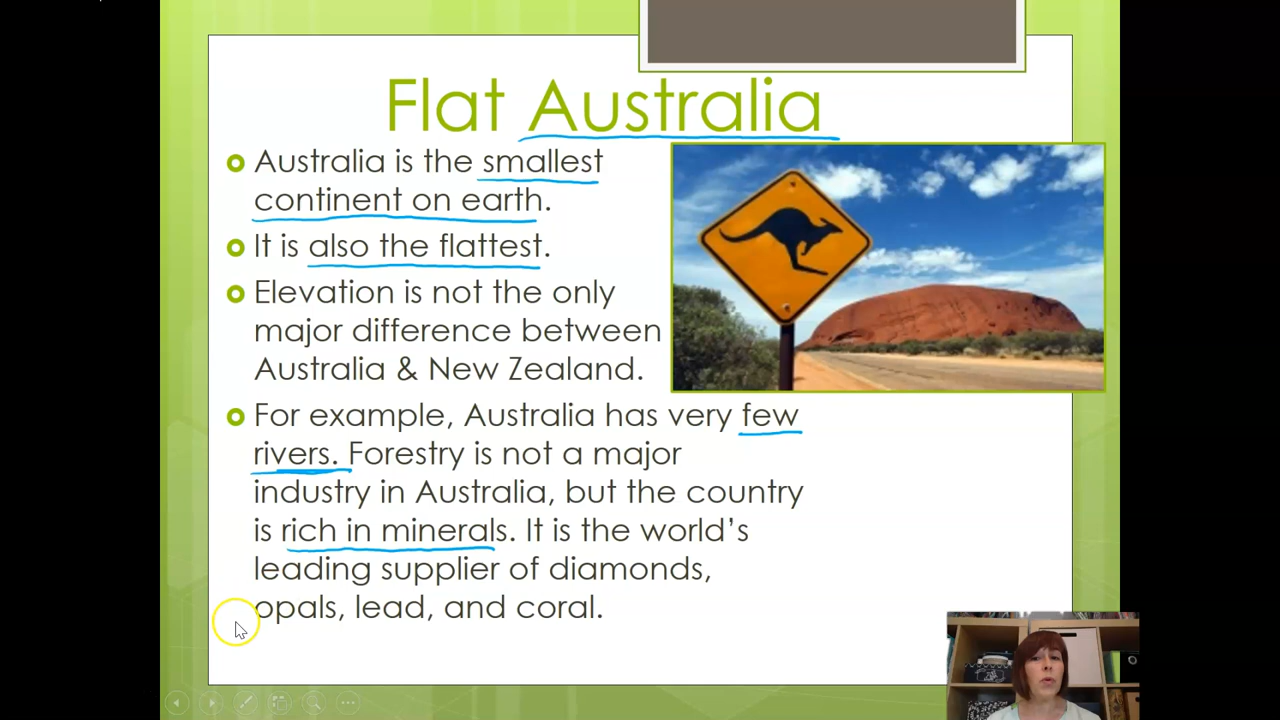 Flat Australia
Australia is the smallest
continent on earth.
It is also the flattest.
Elevation is not the only
major difference between
Australia & New Zealand.
For example, Australia has very few
rivers. Forestry is not a major
industry in Australia, but the country
is rich in minerals. It is the world’s
leading supplier of diamonds,
opals, lead, and coral.